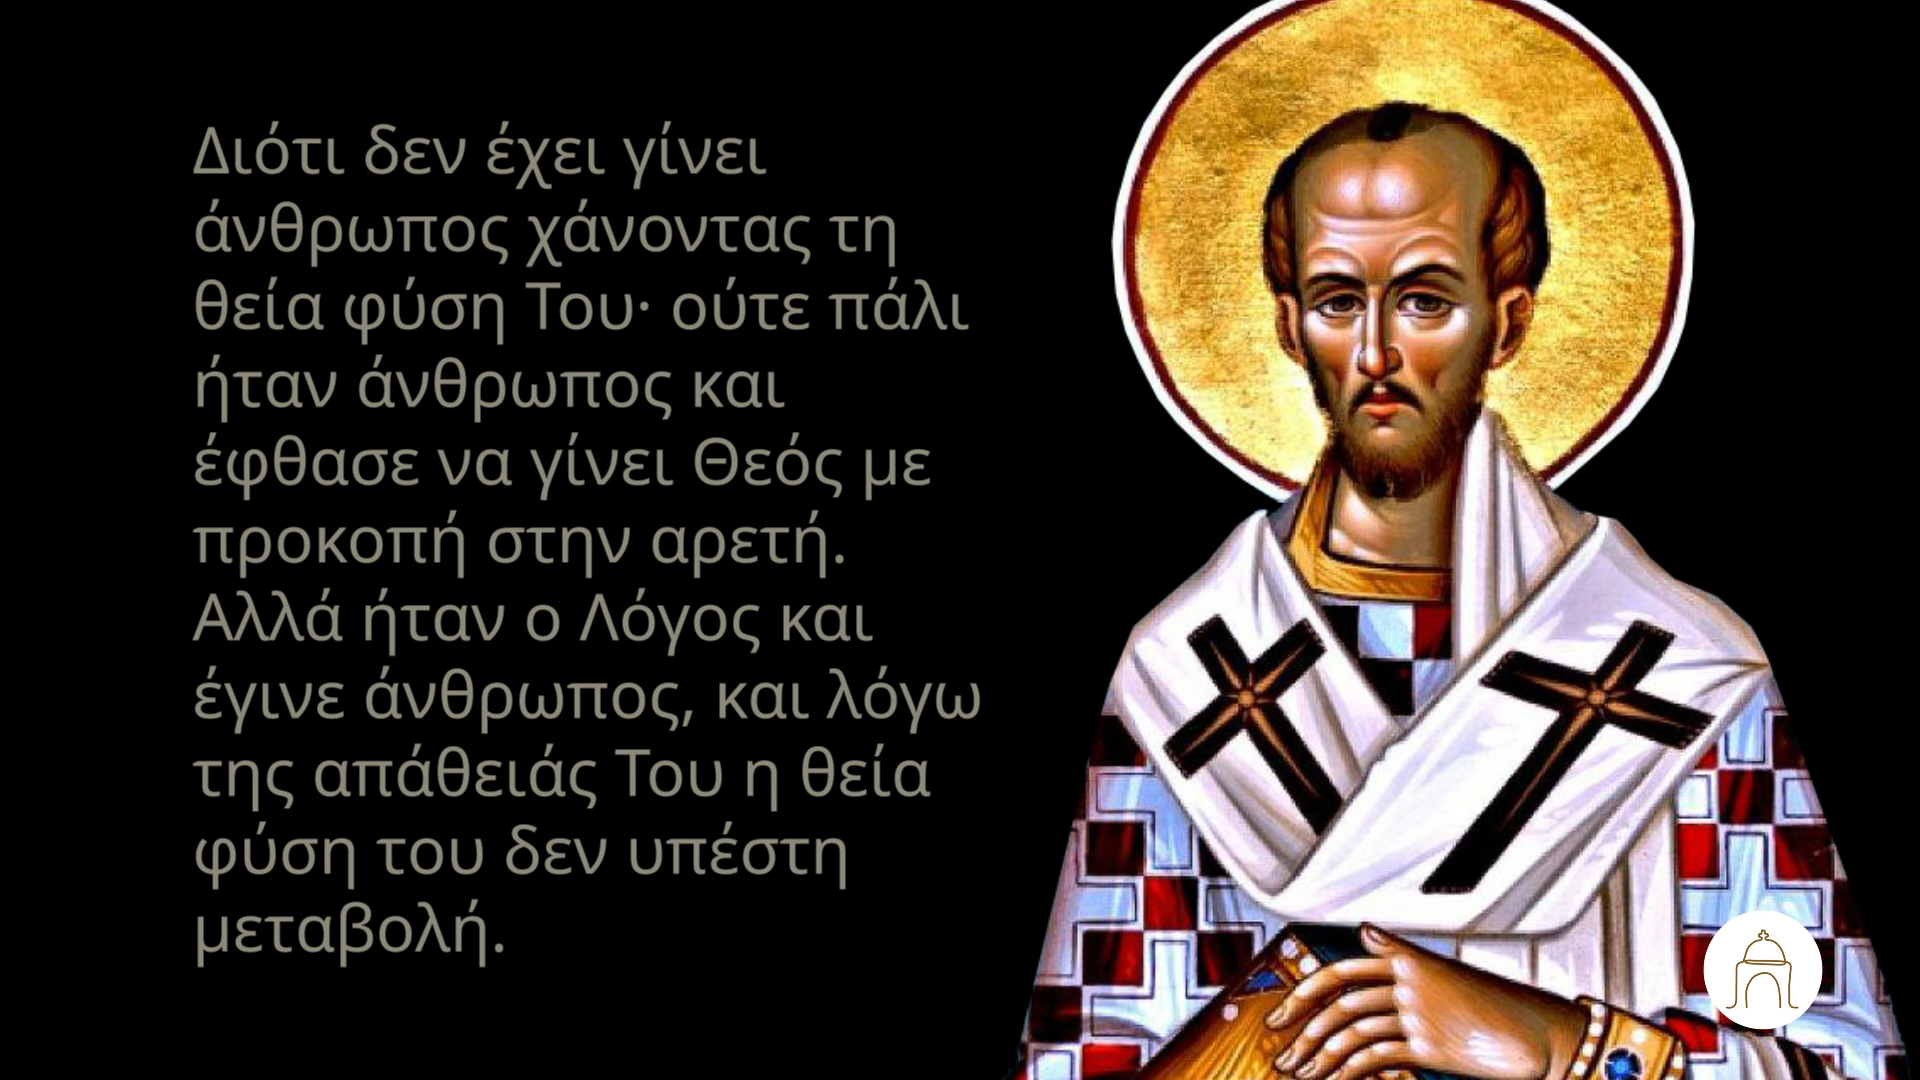 Διότι δεν έχει γίνει
άνθρωπος χάνοντας τη
θεία φύση Του· ούτε πάλι
ήταν άνθρωπος και
έφθασε να γίνει Θεός με
προκοπή στην αρετή.
Αλλά ήταν ο Λόγος και
έγινε άνθρωπος, και λόγω
της απάθειάς Του η θεία
φύση του δεν υπέστη
μεταβολή.